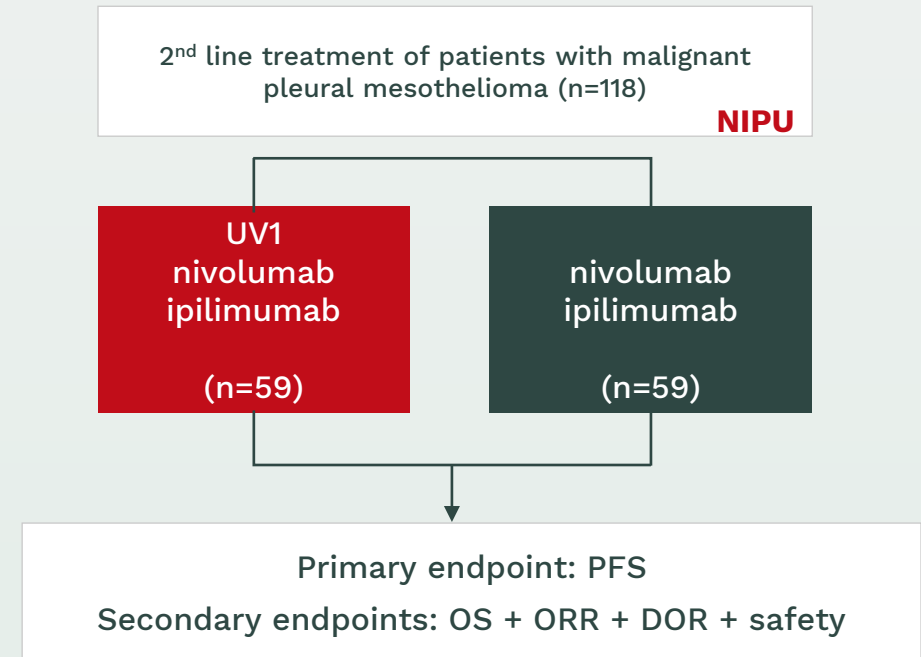 2nd line treatment of patients with malignant
pleural mesothelioma (n=118)
NIPU
UV1
nivolumab
ipilimumab
(n=59)
nivolumab
ipilimumab
(n=59)
Primary endpoint: PFS
Secondary endpoints: OS + ORR + DOR + safety